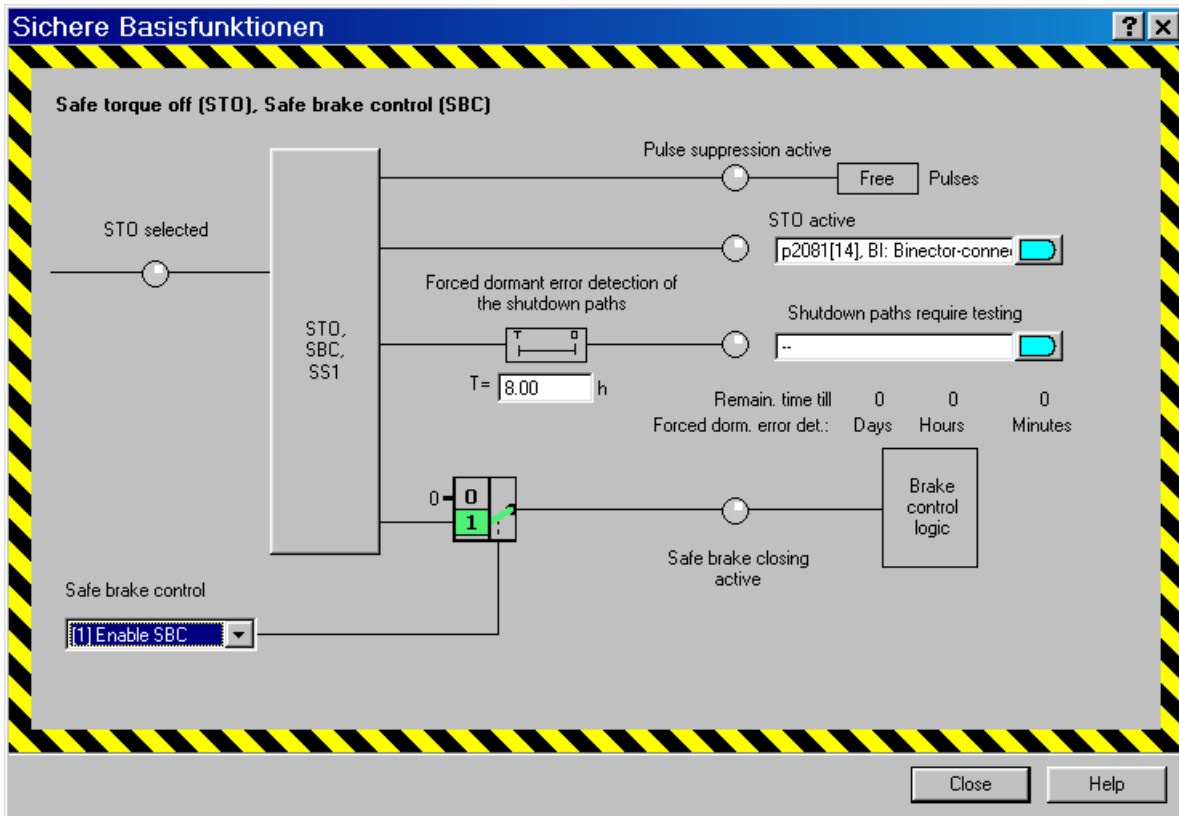 Sichere Basisfunktionen
? ×
Safe torque off (STO), Safe brake control (SBC)
Pulse suppression active
Free Pulses
STO selected
STO active
p2081[14], BI: Binector-connec
Forced dormant error detection of
the shutdown paths
Shutdown paths require testing
T 0
--
STO,
SBC,
SS1
T= 8.00 h
Remain. time till 0 0 0
Forced dorm. error det.: Days Hours Minutes
0 0
1
Brake
control
logic
Safe brake closing
active
Safe brake control
[1] Enable SBC
Close Help